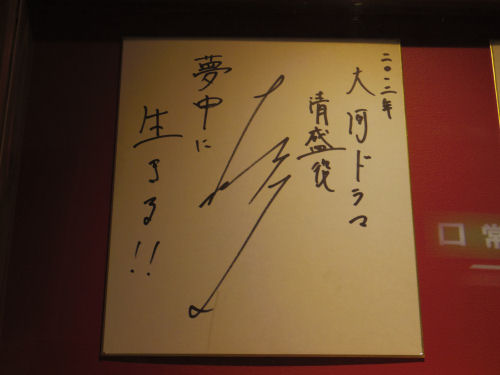 二〇一二年
大河ドラマ
清盛役
夢中に
生きる!!
常